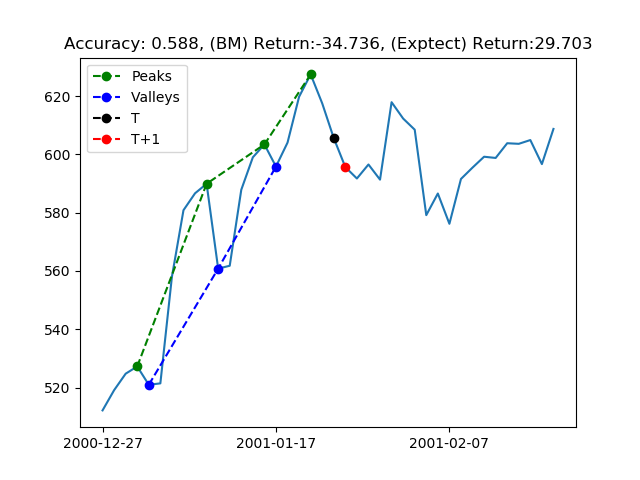 Accuracy: 0.588, (BM) Return:-34.736, (Exptect) Return:29.703
Peaks
Valleys
T
T+1
620
600
580
560
540
520
2000-12-27
2001-01-17
2001-02-07